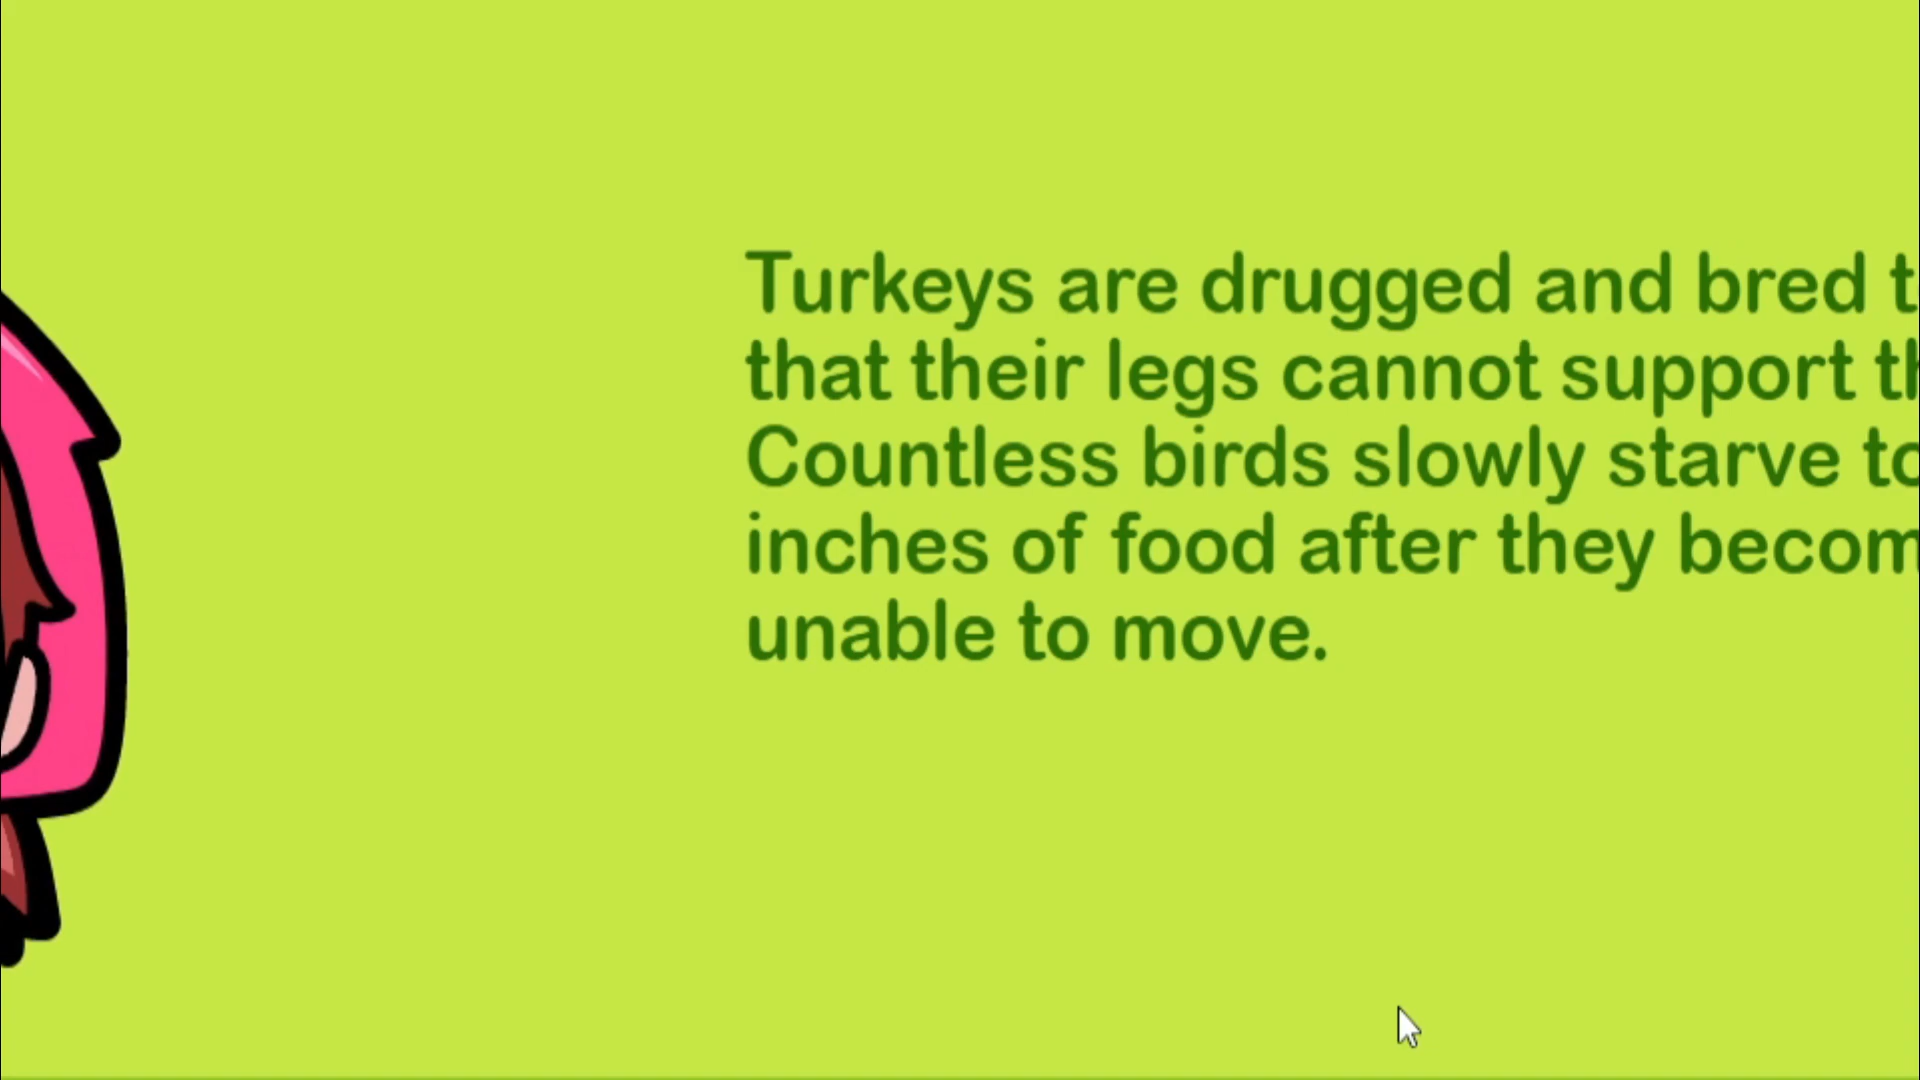 Turkeys are drugged and bred
that their legs cannot support
Countless birds slowly starve to
inches of food after they
unable to move.